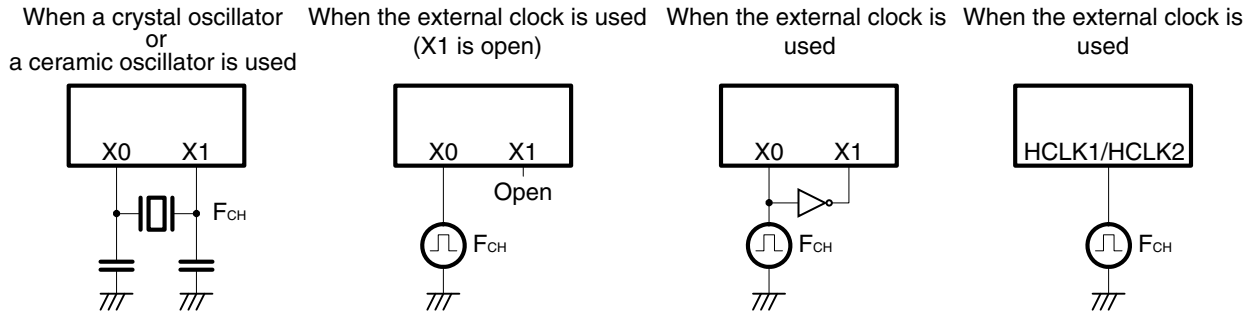 When a crystal oscillator
or
a ceramic oscillator is used
X0 X1
FCH
When the external clock is used
(X1 is open)
X0 X1
Open
FCH
When the external clock is
used
X0 X1
FCH
When the external clock is
used
HCLK1/HCLK2
FCH